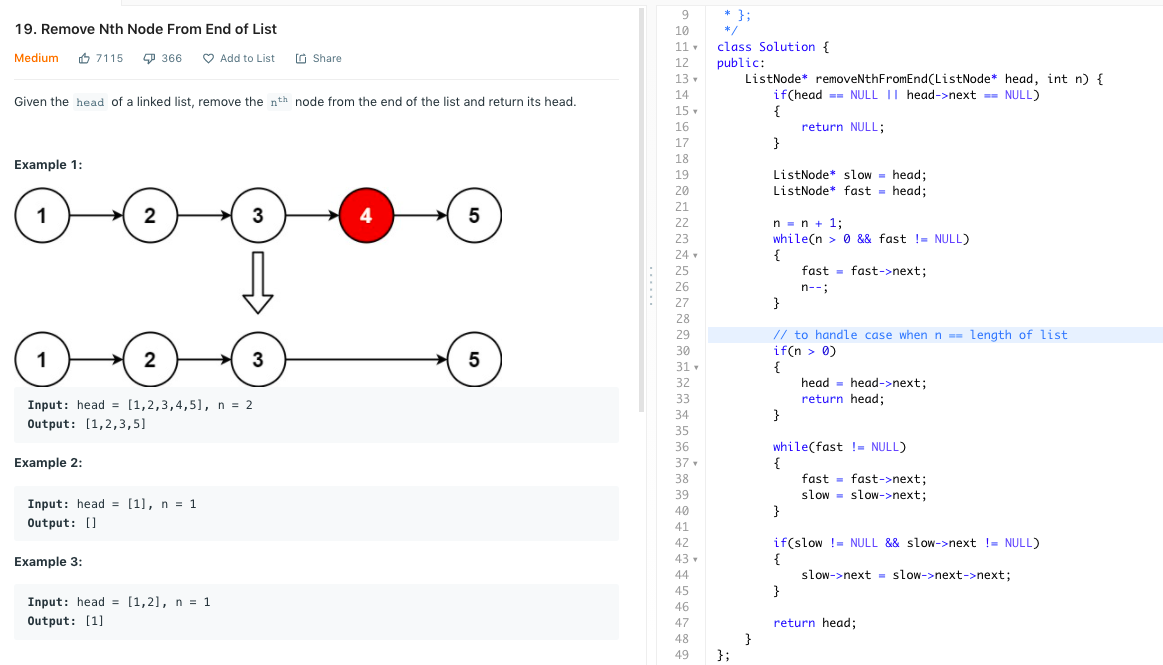 19. Remove Nth Node From End of List
Medium 7115 366 Add to List Share
Given the head of a linked list, remove the nth node from the end of the list and return its head.
Example 1:
1 2 3 4 5
1 2 3 5
Input: head = [1,2,3,4,5], n = 2
Output: [1,2,3,5]
Example 2:
Input: head = [1], n = 1
Output: []
Example 3:
Input: head = [1,2], n = 1
Output: [1]
9 * };
10 */
11 class Solution {
12 public:
13 ListNode* removeNthFromEnd(ListNode* head, int n) {
14 if(head == NULL || head->next == NULL)
15 {
16 return NULL;
17 }
18
19 ListNode* slow = head;
20 ListNode* fast = head;
21
22 n = n + 1;
23 while(n > 0 && fast != NULL)
24 {
25 fast = fast->next;
26 n--;
27 }
28
29 // to handle case when n == length of list
30 if(n > 0)
31 {
32 head = head->next;
33 return head;
34 }
35
36 while(fast != NULL)
37 {
38 fast = fast->next;
39 slow = slow->next;
40 }
41
42 if(slow != NULL && slow->next != NULL)
43 {
44 slow->next = slow->next->next;
45 }
46
47 return head;
48 }
49 };